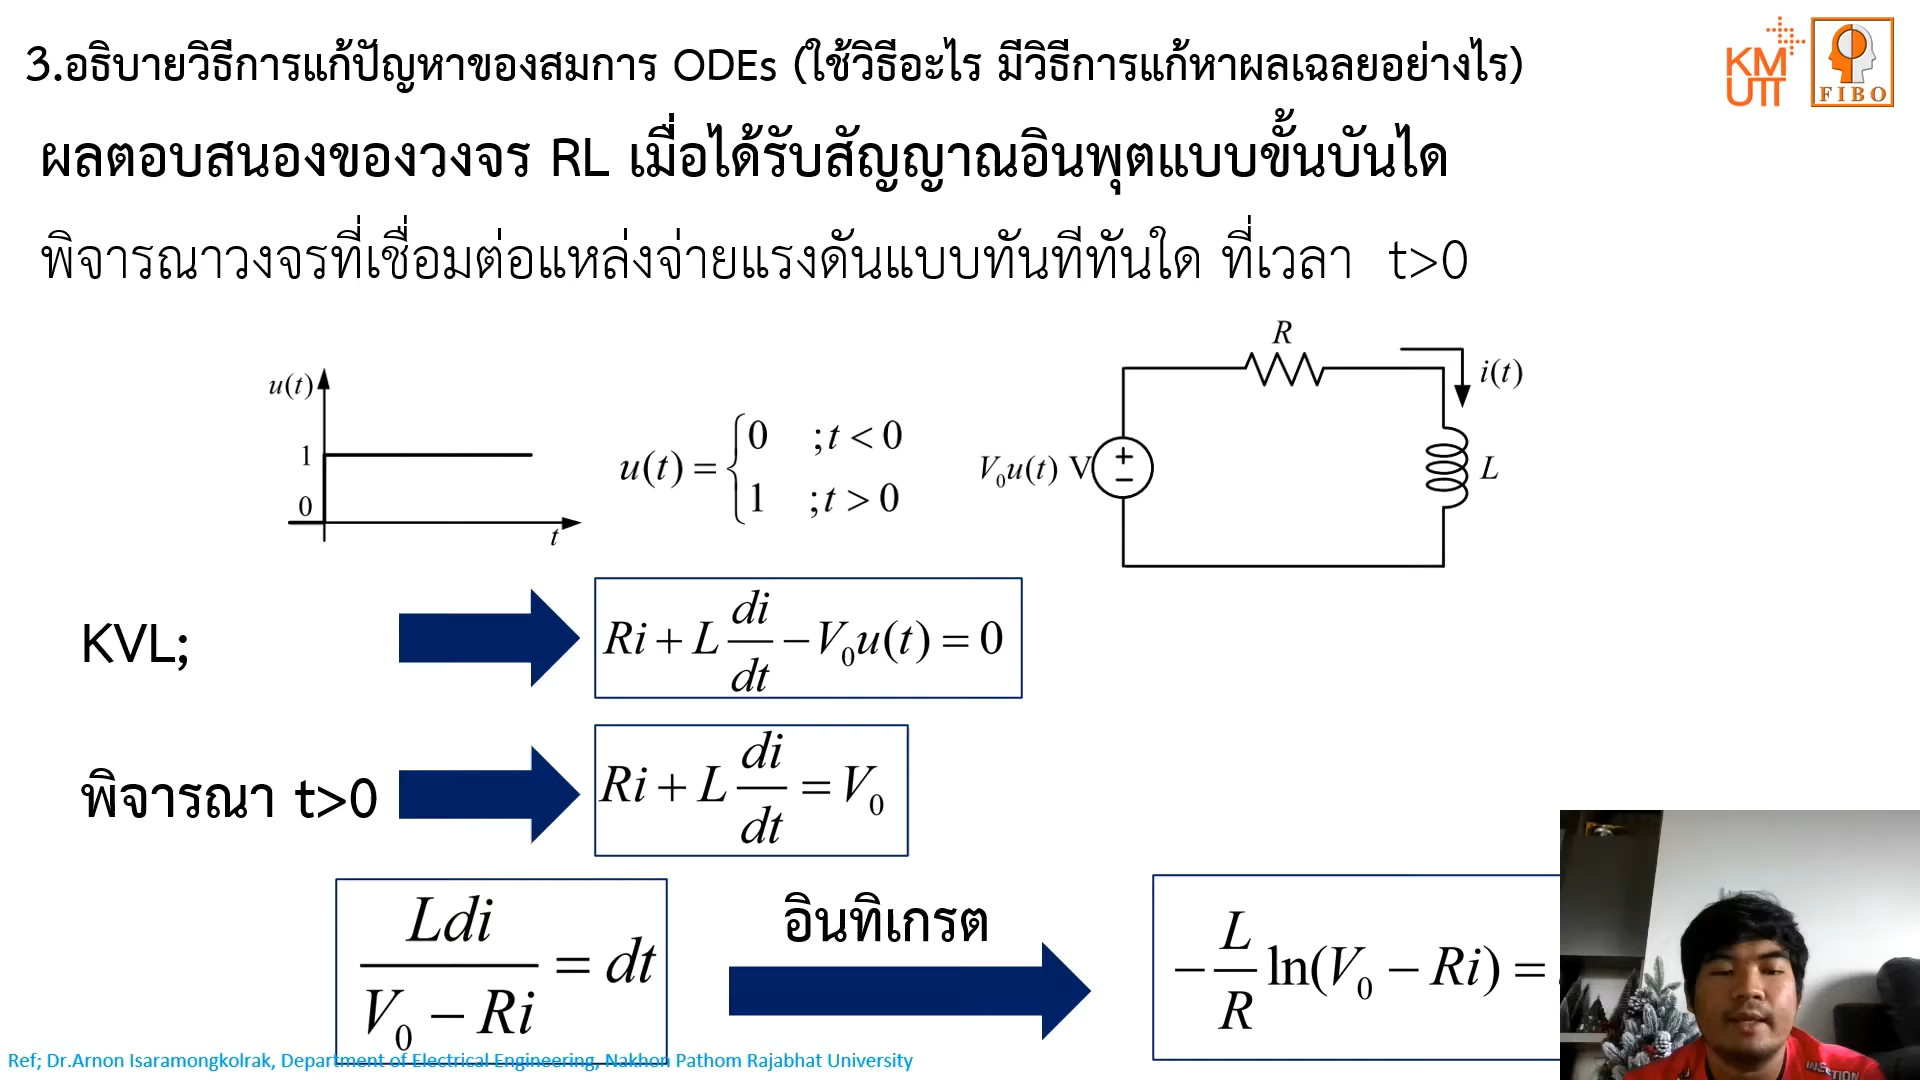 3.อธิบายวิธีการแก้ปัญหาของสมการ ODEs (ใช้วิธีอะไร มีวิธีการแก้หาผลเฉลยอย่างไร)
KMUTT
FIBO
ผลตอบสนองของวงจร RL เมื่อได้รับสัญญาณอินพุตแบบขั้นบันได
พิจารณาวงจรที่เชื่อมต่อแหล่งจ่ายแรงดันแบบทันทีทันใด ที่เวลา t>0
u(t)
1
0
t
u(t) = { 0 ; t < 0
1 ; t > 0
R
i(t)
V₀u(t) V
+
−
L
KVL;
Ri + L di/dt − V₀u(t) = 0
พิจารณา t>0
Ri + L di/dt = V₀
Ldi/(V₀ − Ri) = dt
อินทิเกรต
− L/R ln(V₀ − Ri) =
Ref; Dr.Arnon Isaramongkolrak, Department of Electrical Engineering, Nakhon Pathom Rajabhat University